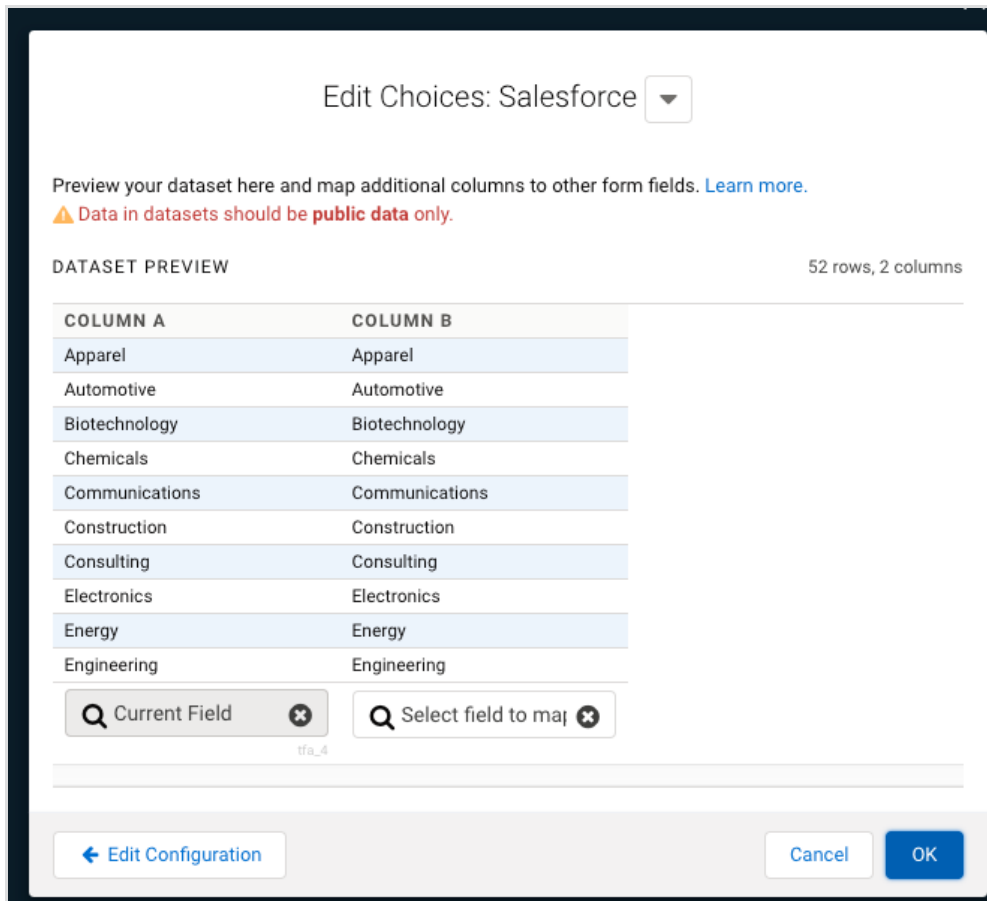 Edit Choices: Salesforce
Preview your dataset here and map additional columns to other form fields. Learn more.
Data in datasets should be public data only.
DATASET PREVIEW 52 rows, 2 columns
COLUMN A COLUMN B
Apparel Apparel
Automotive Automotive
Biotechnology Biotechnology
Chemicals Chemicals
Communications Communications
Construction Construction
Consulting Consulting
Electronics Electronics
Energy Energy
Engineering Engineering
Current Field Select field to map
tfa_4
Edit Configuration Cancel OK